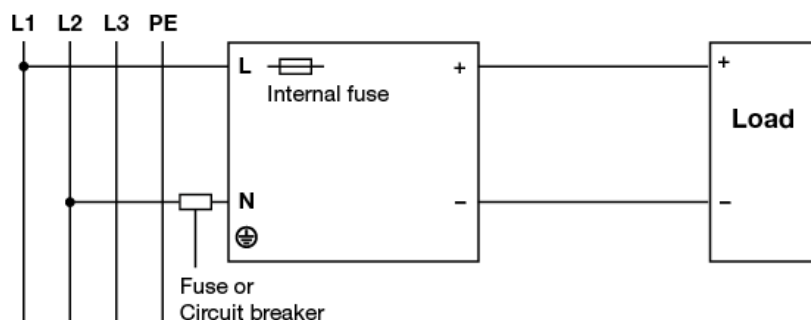 L1 L2 L3 PE
L
+
Internal fuse
+
Load
N
−
−
Fuse or
Circuit breaker